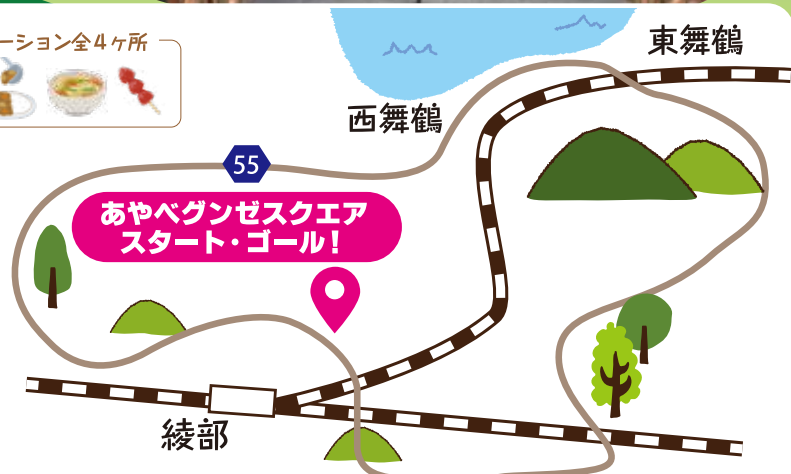 ーション全4ヶ所
東舞鶴
西舞鶴
55
あやべグンゼスクエア
スタート・ゴール！
綾部